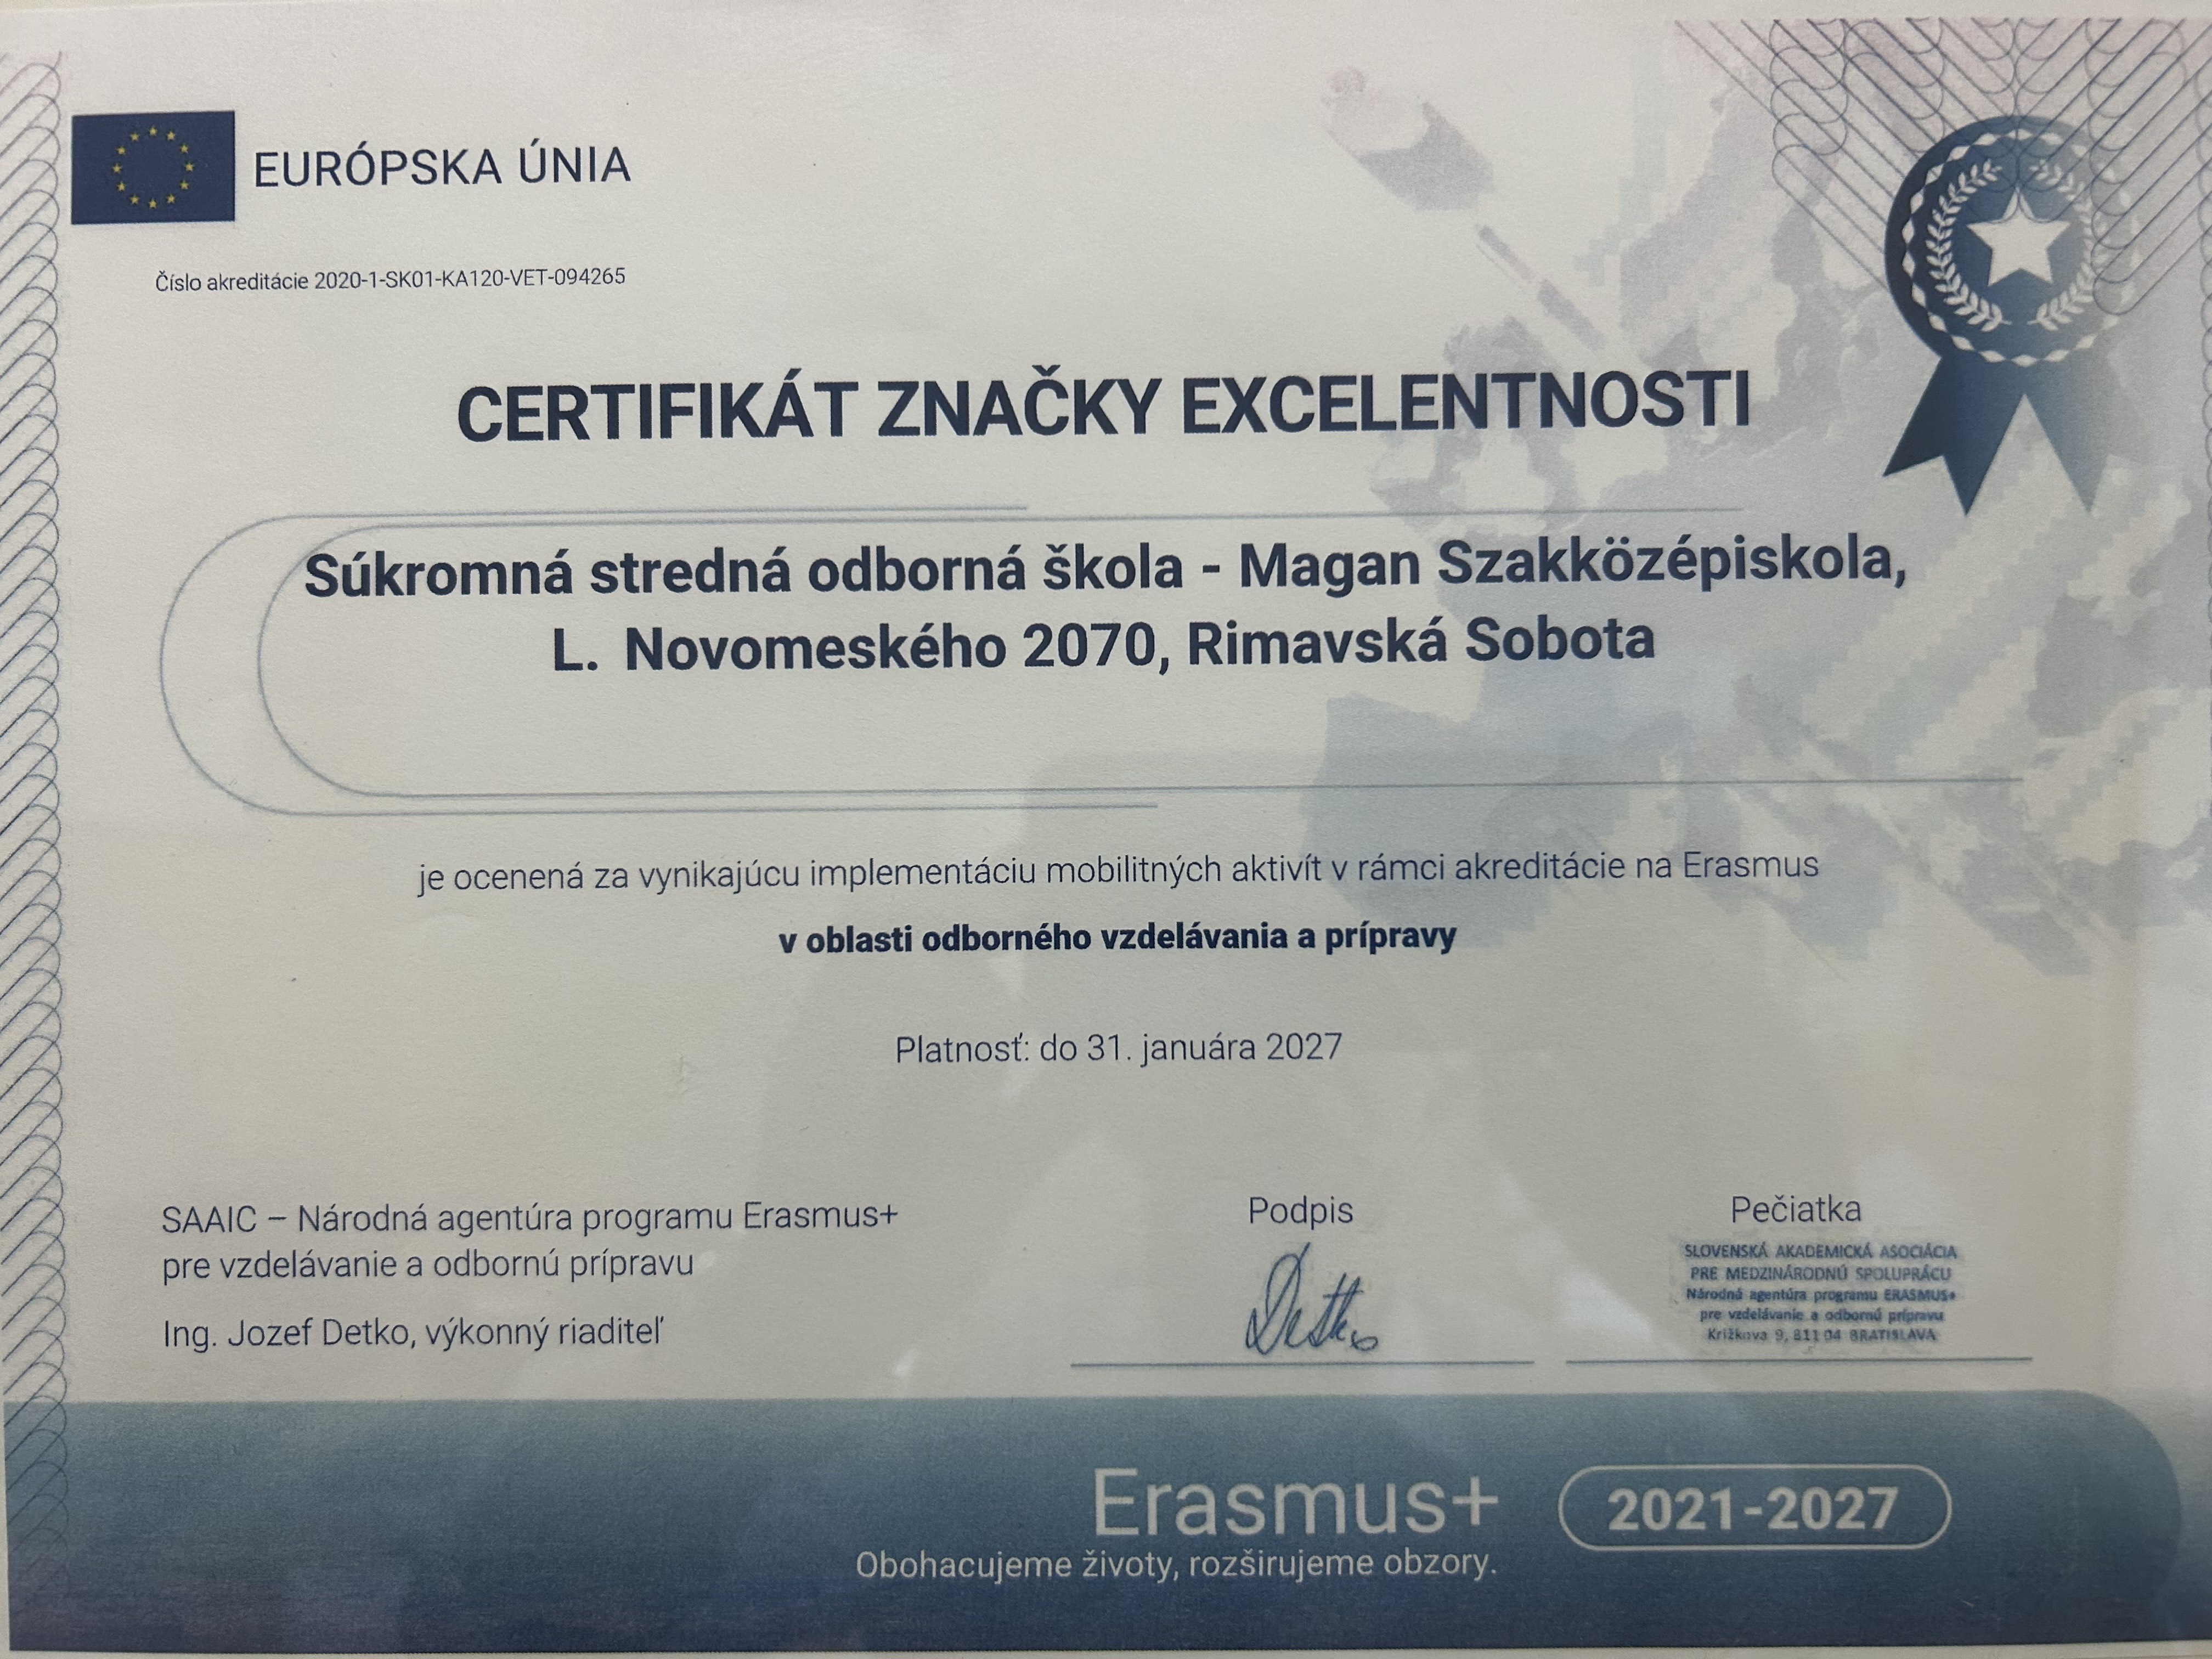 EURÓPSKA ÚNIA
Číslo akreditácie 2020-1-SK01-KA120-VET-094265
CERTIFIKÁT ZNAČKY EXCELENTNOSTI
Súkromná stredná odborná škola - Magan Szakközépiskola,
L. Novomeského 2070, Rimavská Sobota
je ocenená za vynikajúcu implementáciu mobilitných aktivít v rámci akreditácie na Erasmus
v oblasti odborného vzdelávania a prípravy
Platnosť: do 31. januára 2027
SAAIC – Národná agentúra programu Erasmus+
pre vzdelávanie a odbornú prípravu
Ing. Jozef Detko, výkonný riaditeľ
Podpis
Detko
Pečiatka
SLOVENSKÁ AKADEMICKÁ ASOCIÁCIA
PRE MEDZINÁRODNÚ SPOLUPRÁCU
Národná agentúra programu ERASMUS+
pre vzdelávanie a odbornú prípravu
Križkova 9, 811 04 BRATISLAVA
Erasmus+
2021-2027
Obohacujeme životy, rozširujeme obzory.